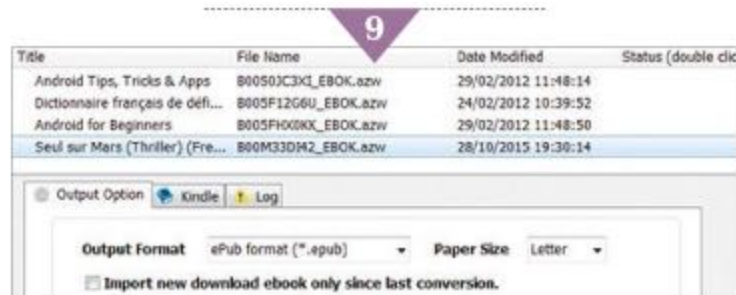 9
Title File Name Date Modified Status (double clic
Android Tips, Tricks & Apps B0050JC3XI_EBOK.azw 29/02/2012 11:48:14
Dictionnaire français de défi... B005F12G6U_EBOK.azw 24/02/2012 10:39:52
Android for Beginners B005FHX0KK_EBOK.azw 29/02/2012 11:48:50
Seul sur Mars (Thriller) (Fre... B00M33DI42_EBOK.azw 28/10/2015 19:30:14
Output Option Kindle Log
Output Format ePub format (*.epub) Paper Size Letter
Import new download ebook only since last conversion.